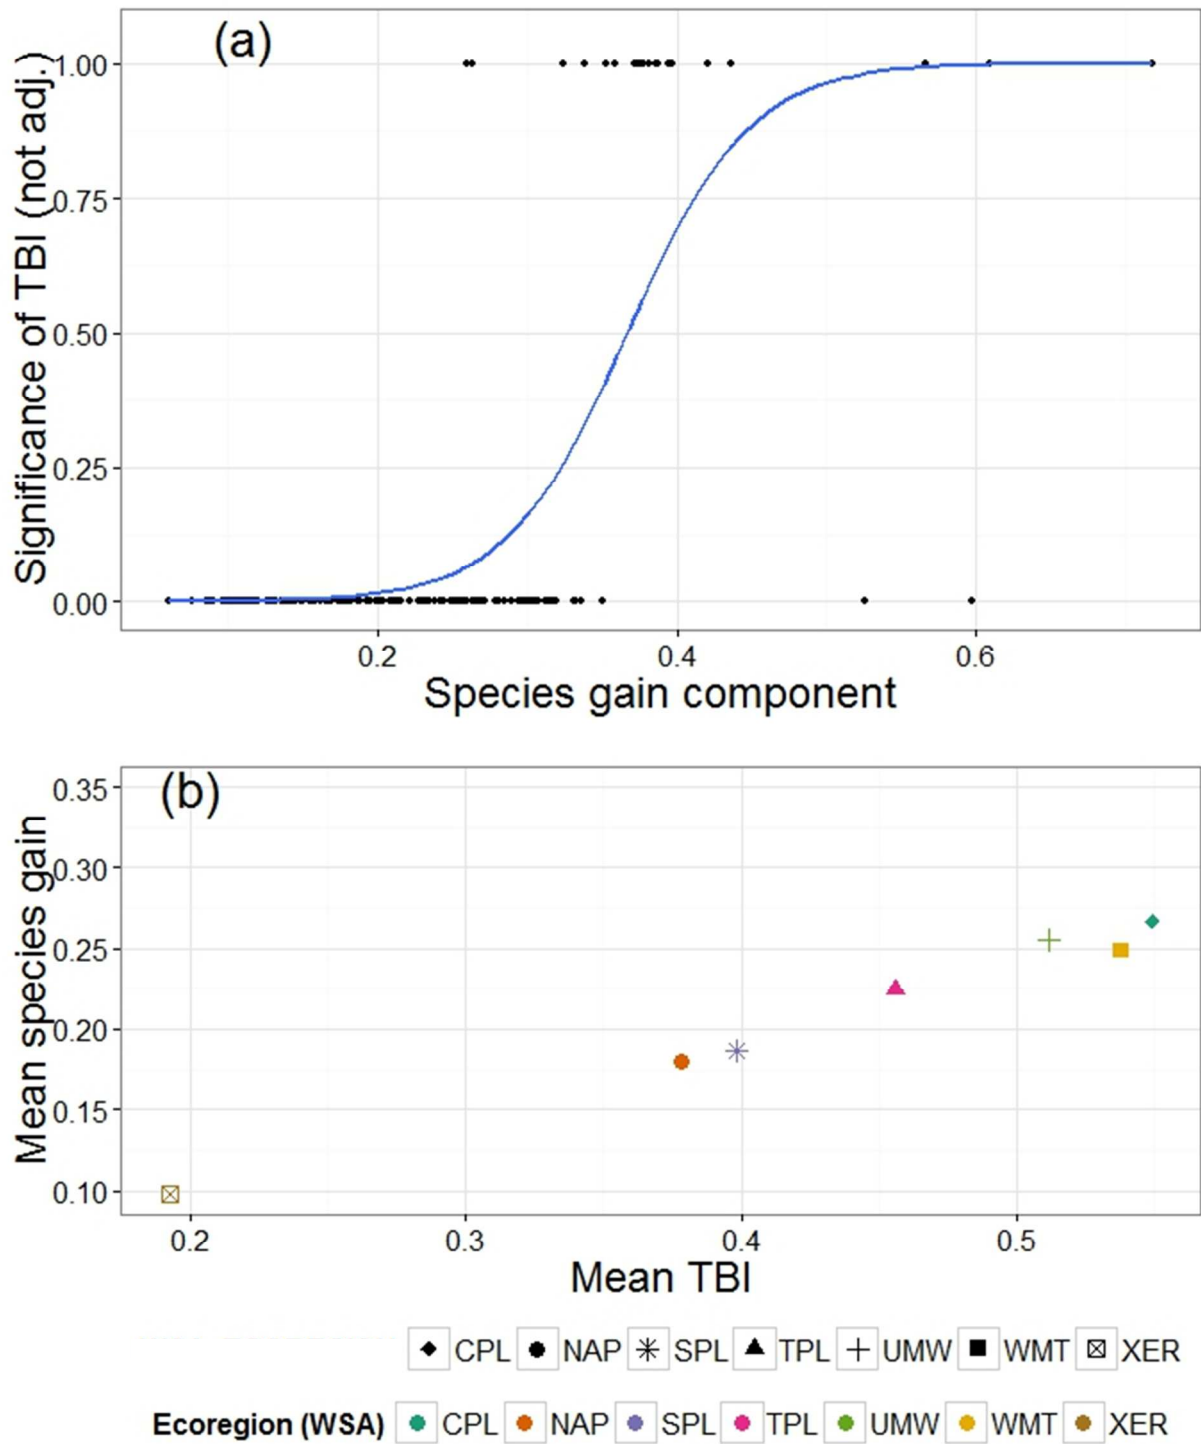 (a)
Significance of TBI (not adj.)
1.00
0.75
0.50
0.25
0.00
0.2 0.4 0.6
Species gain component
(b)
Mean species gain
0.35
0.30
0.25
0.20
0.15
0.10
0.2 0.3 0.4 0.5
Mean TBI
CPL NAP SPL TPL UMW WMT XER
Ecoregion (WSA) CPL NAP SPL TPL UMW WMT XER